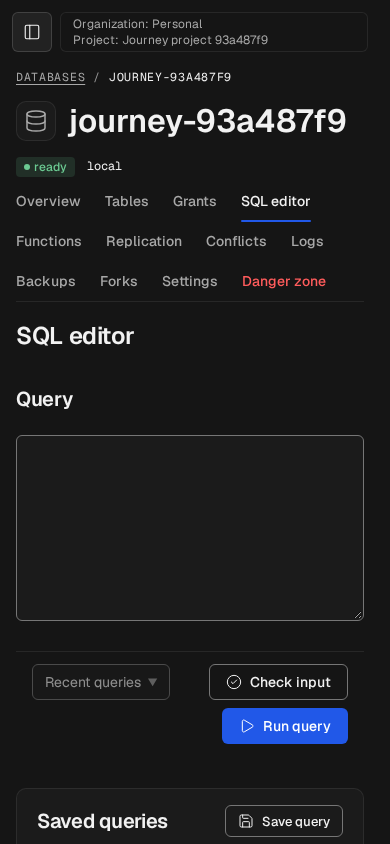 Organization: Personal
Project: Journey project 93a487f9
DATABASES / JOURNEY-93A487F9
journey-93a487f9
ready local
Overview Tables Grants SQL editor
Functions Replication Conflicts Logs
Backups Forks Settings Danger zone
SQL editor
Query
Recent queries ▼ Check input
Run query
Saved queries Save query